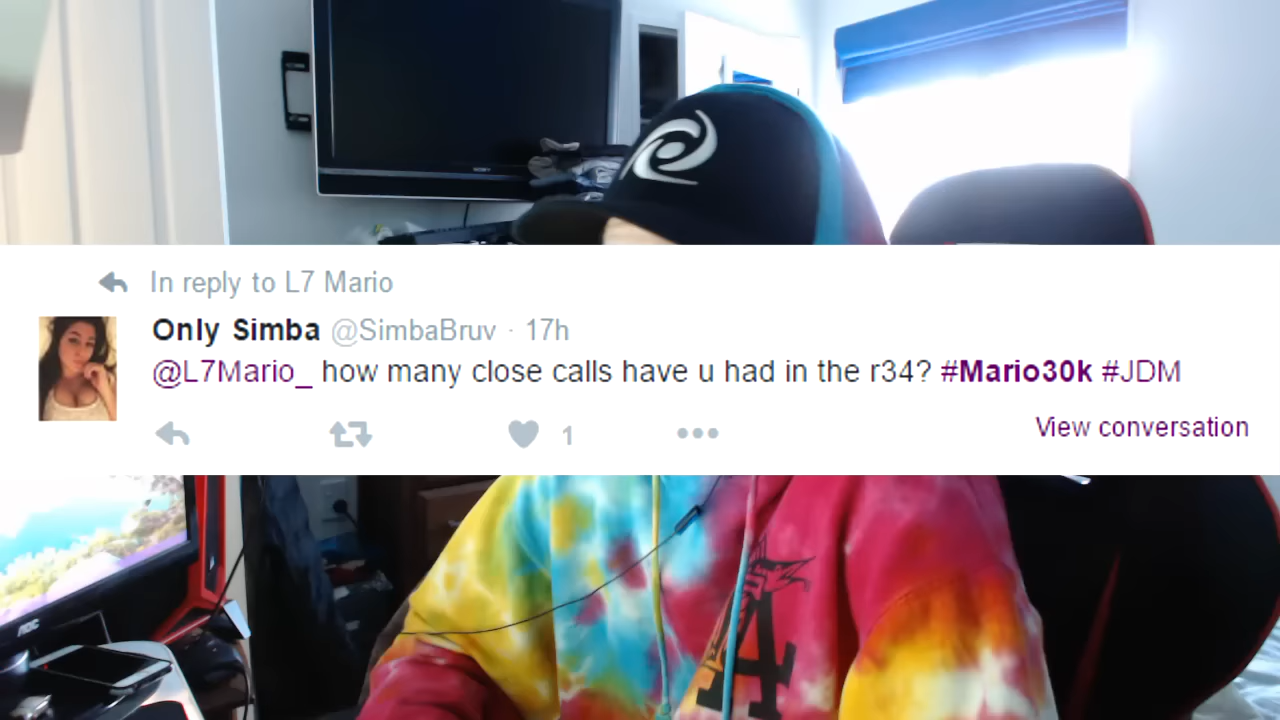 In reply to L7 Mario
Only Simba @SimbaBruv · 17h
@L7Mario_ how many close calls have u had in the r34? #Mario30k #JDM
1
View conversation
AOC
A